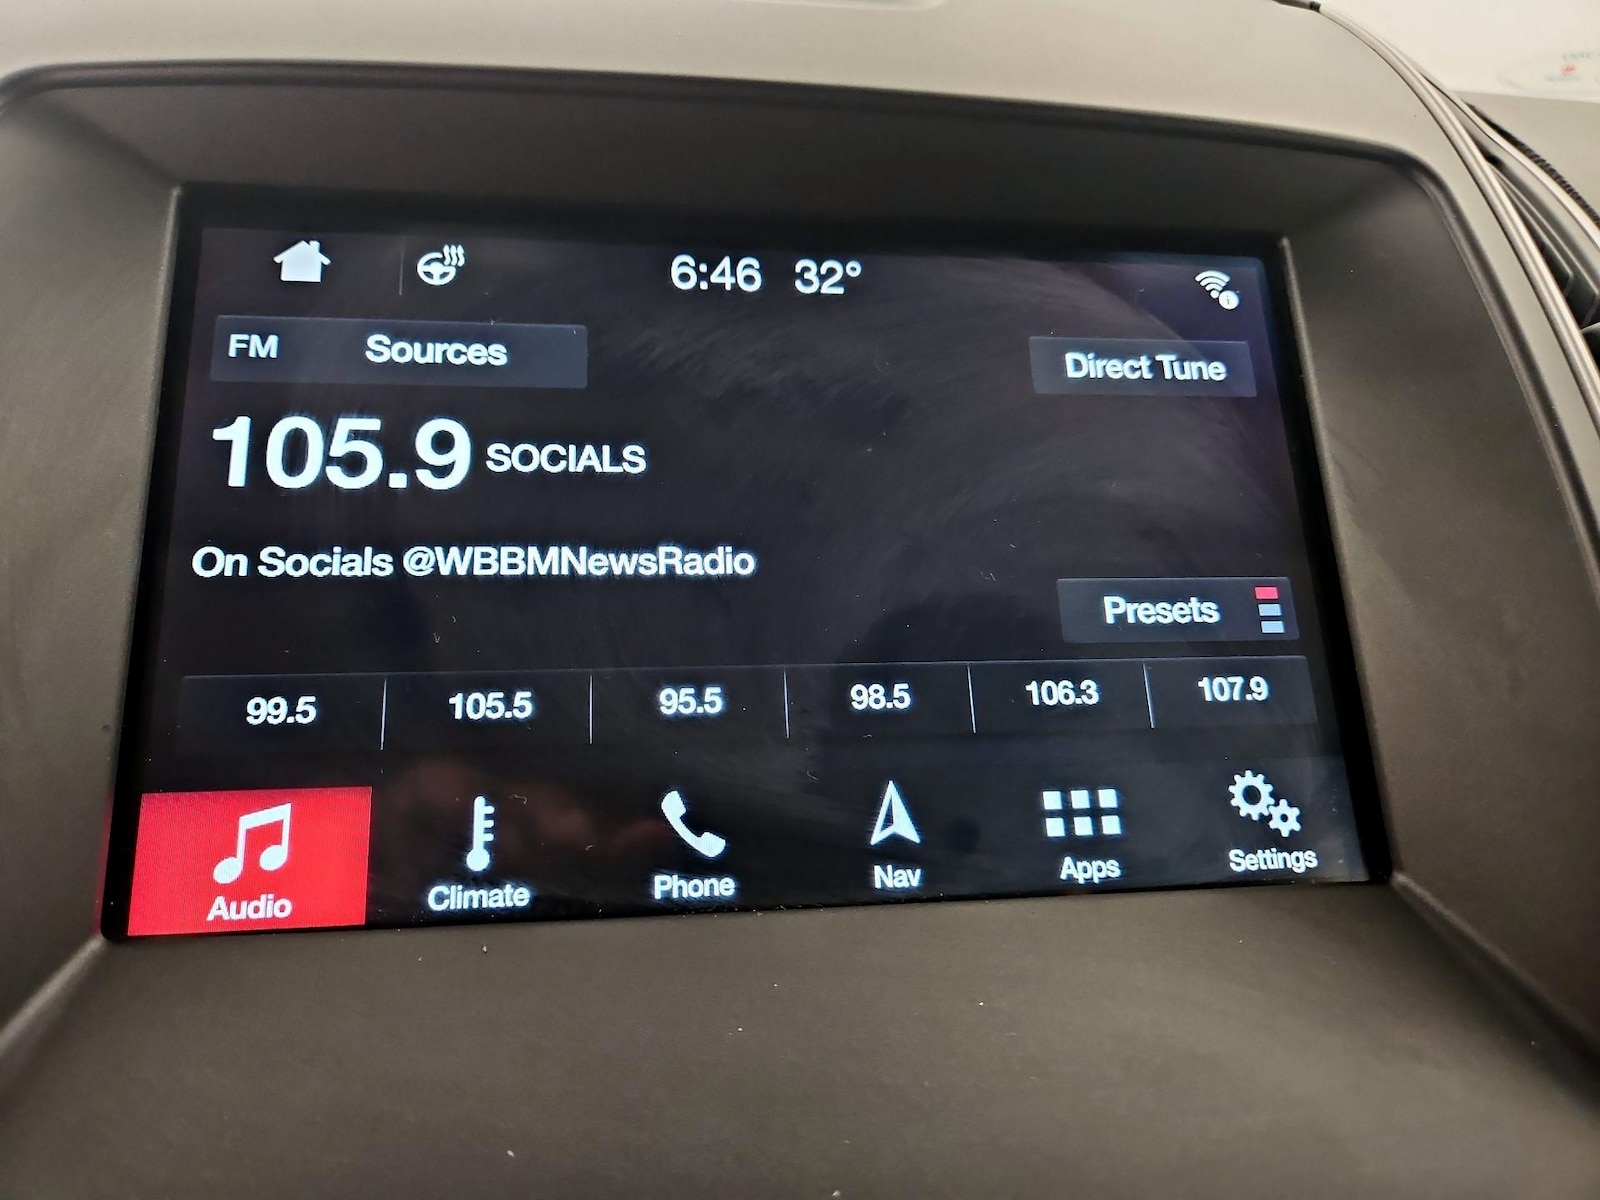 6:46 32°
FM Sources
Direct Tune
105.9 SOCIALS
On Socials @WBBMNewsRadio
Presets
99.5 105.5 95.5 98.5 106.3 107.9
Audio Climate Phone Nav Apps Settings